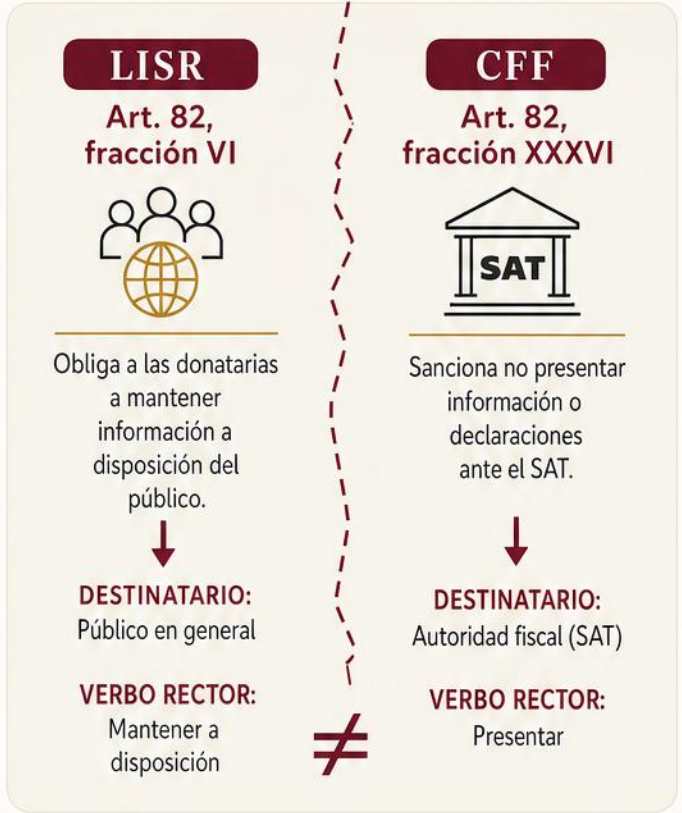 LISR
Art. 82,
fracción VI
Obliga a las donatarias
a mantener
información a
disposición del
público.
DESTINATARIO:
Público en general
VERBO RECTOR:
Mantener a
disposición
≠
CFF
Art. 82,
fracción XXXVI
SAT
Sanciona no presentar
información o
declaraciones
ante el SAT.
DESTINATARIO:
Autoridad fiscal (SAT)
VERBO RECTOR:
Presentar